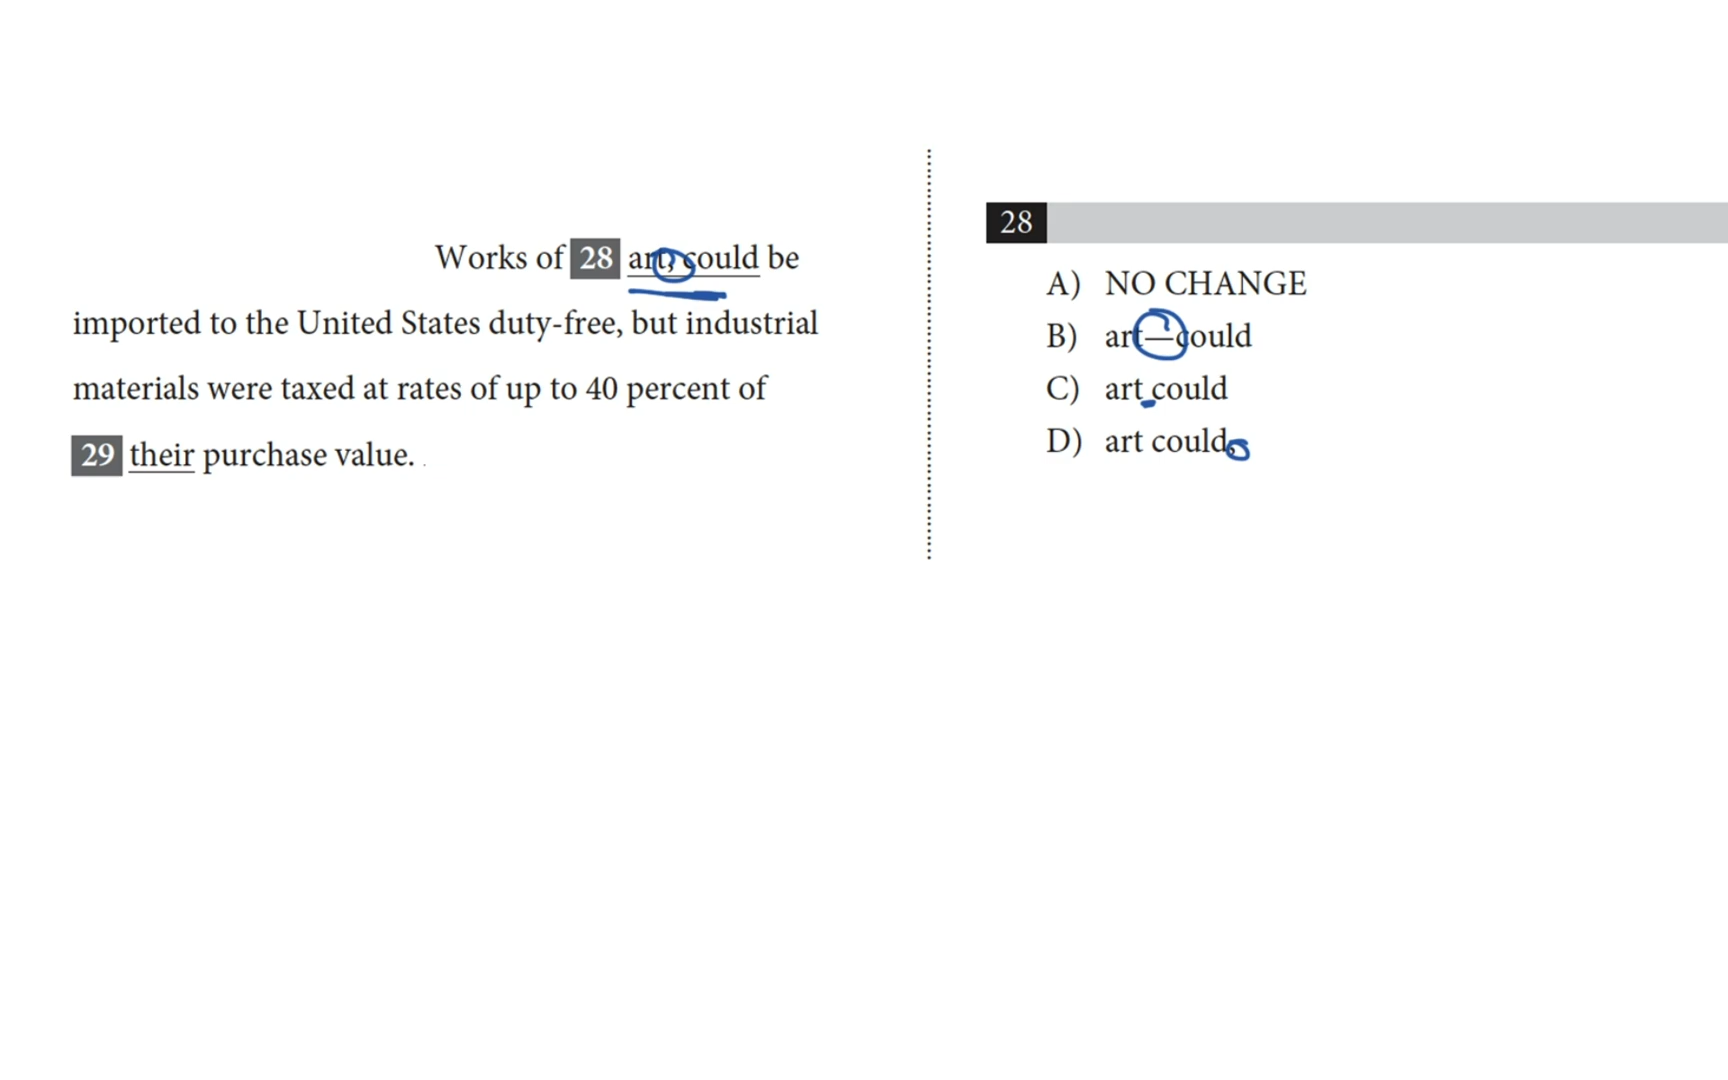 Works of 28 art, could be
imported to the United States duty-free, but industrial
materials were taxed at rates of up to 40 percent of
29 their purchase value.
28
A) NO CHANGE
B) art—could
C) art could
D) art could,